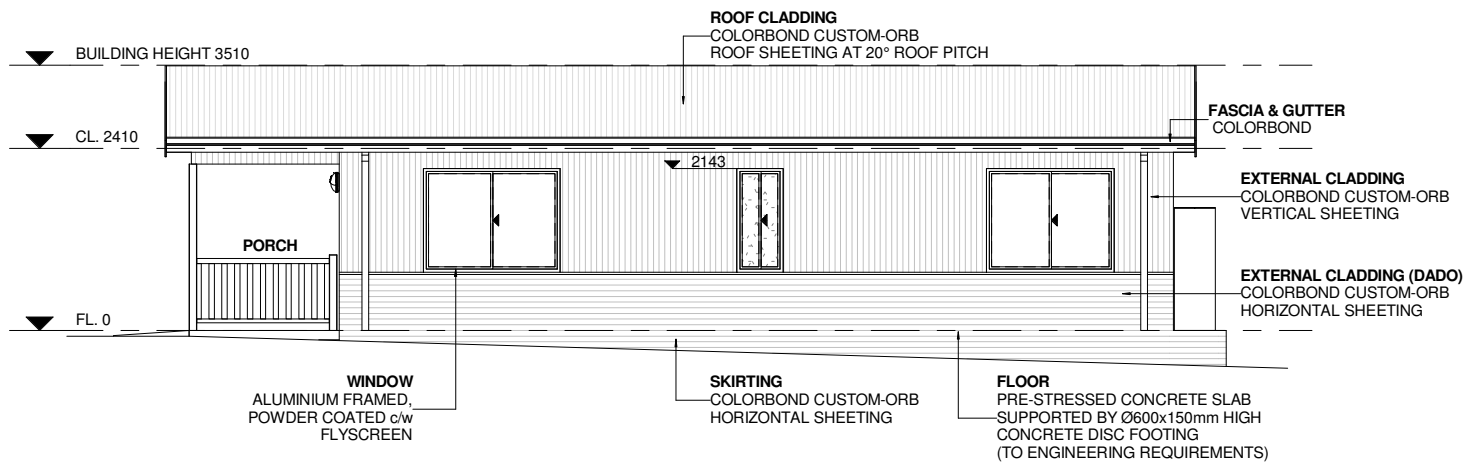 ROOF CLADDING
COLORBOND CUSTOM-ORB
ROOF SHEETING AT 20° ROOF PITCH
BUILDING HEIGHT 3510
FASCIA & GUTTER
COLORBOND
CL. 2410
2143
EXTERNAL CLADDING
COLORBOND CUSTOM-ORB
VERTICAL SHEETING
PORCH
EXTERNAL CLADDING (DADO)
COLORBOND CUSTOM-ORB
HORIZONTAL SHEETING
FL. 0
WINDOW
ALUMINIUM FRAMED,
POWDER COATED c/w
FLYSCREEN
SKIRTING
COLORBOND CUSTOM-ORB
HORIZONTAL SHEETING
FLOOR
PRE-STRESSED CONCRETE SLAB
SUPPORTED BY Ø600x150mm HIGH
CONCRETE DISC FOOTING
(TO ENGINEERING REQUIREMENTS)